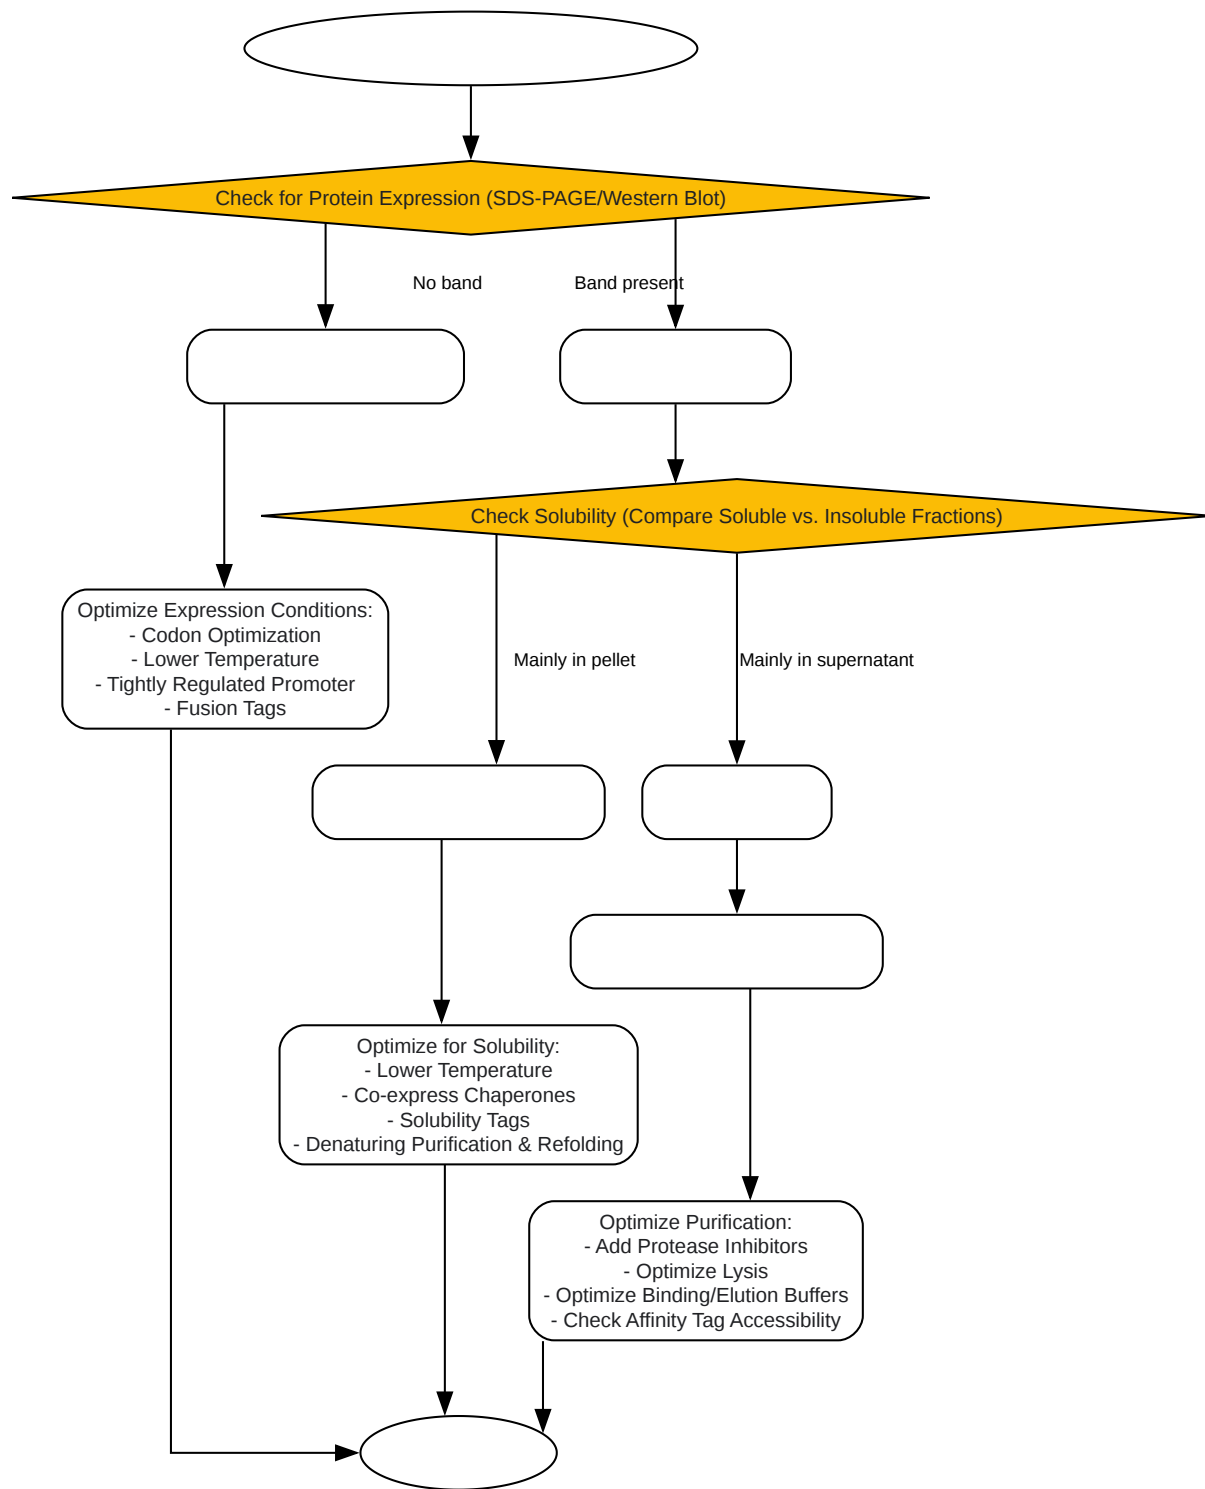 Check for Protein Expression (SDS-PAGE/Western Blot)
No band
Band present
Check Solubility (Compare Soluble vs. Insoluble Fractions)
Optimize Expression Conditions:
- Codon Optimization
- Lower Temperature
- Tightly Regulated Promoter
- Fusion Tags
Mainly in pellet
Mainly in supernatant
Optimize for Solubility:
- Lower Temperature
- Co-express Chaperones
- Solubility Tags
- Denaturing Purification & Refolding
Optimize Purification:
- Add Protease Inhibitors
- Optimize Lysis
- Optimize Binding/Elution Buffers
- Check Affinity Tag Accessibility